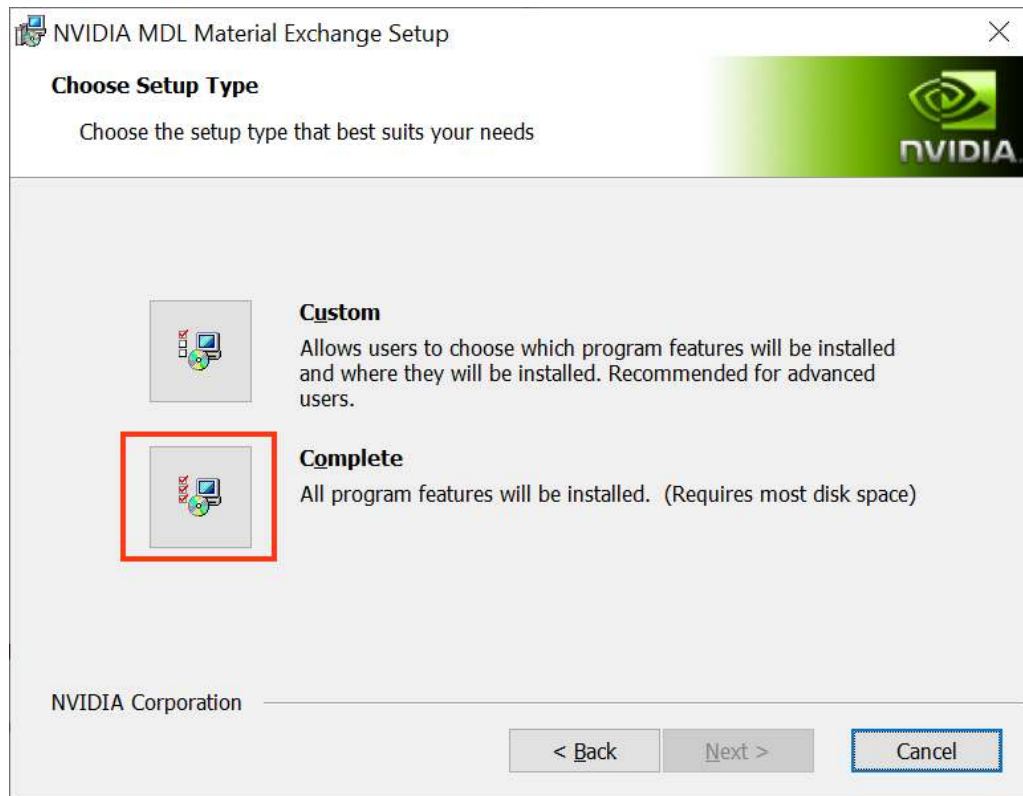 NVIDIA MDL Material Exchange Setup
Choose Setup Type
Choose the setup type that best suits your needs
NVIDIA.
Custom
Allows users to choose which program features will be installed
and where they will be installed. Recommended for advanced
users.
Complete
All program features will be installed.  (Requires most disk space)
NVIDIA Corporation
< Back
Next >
Cancel